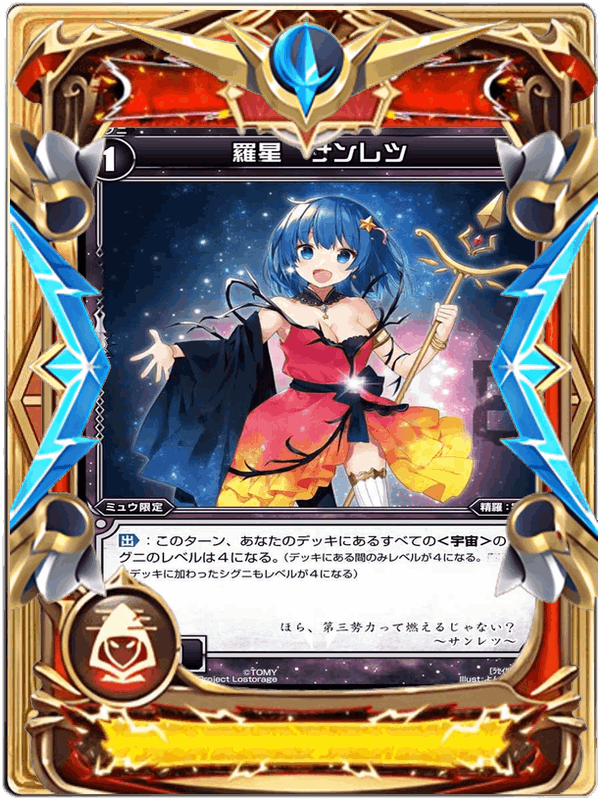 1
羅星 サンレツ
ミュウ限定
精羅:
出:このターン、あなたのデッキにあるすべての<宇宙>の
グニのレベルは4になる。(デッキにある間のみレベルが4になる。
デッキに加わったシグニもレベルが4になる)
ほら、第三勢力って燃えるじゃない?
~サンレツ~
©TOMY
Project Lostorage
Illust: